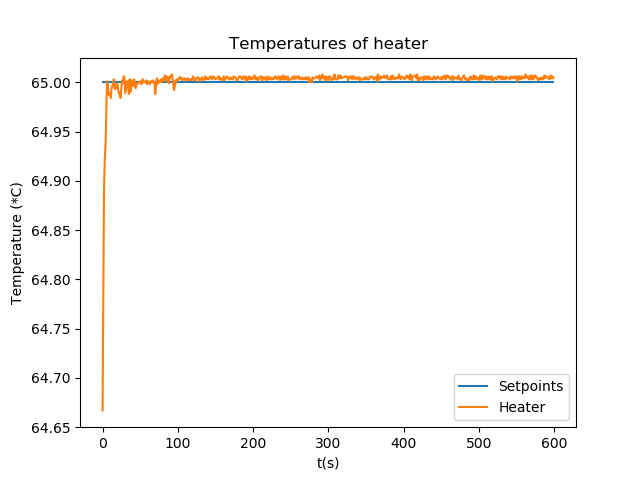 Temperatures of heater
65.00
64.95
64.90
64.85
64.80
64.75
64.70
64.65
Temperature (*C)
0 100 200 300 400 500 600
t(s)
Setpoints
Heater